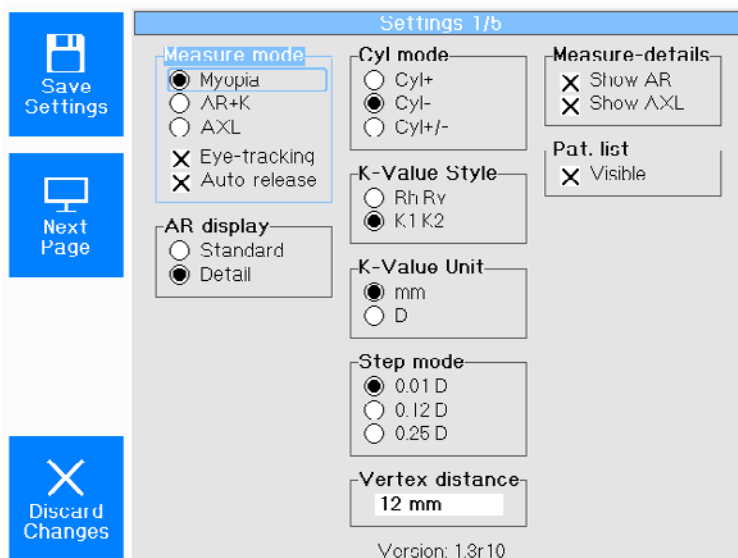 Settings 1/5
Save
Settings
Next
Page
Discard
Changes
Measure mode
Myopia
AR+K
AXL
Eye-tracking
Auto release
AR display
Standard
Detail
Cyl mode
Cyl+
Cyl-
Cyl+/-
K-Value Style
Rh Rv
K1 K2
K-Value Unit
mm
D
Step mode
0.01 D
0.12 D
0.25 D
Vertex distance
12 mm
Measure-details
Show AR
Show AXL
Pat. list
Visible
Version: 1.3r10